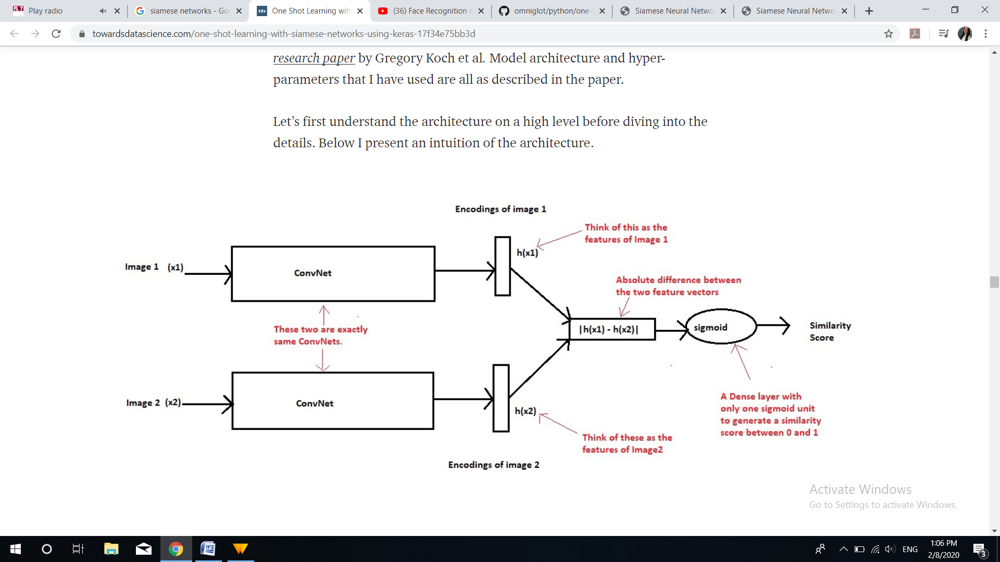 PLY Play radio
siamese networks - Go
tds One Shot Learning with
(36) Face Recognition
omniglot/python/one-
Siamese Neural Netwo
Siamese Neural Netwo
towardsdatascience.com/one-shot-learning-with-siamese-networks-using-keras-17f34e75bb3d
research paper by Gregory Koch et al. Model architecture and hyper-
parameters that I have used are all as described in the paper.
Let’s first understand the architecture on a high level before diving into the
details. Below I present an intuition of the architecture.
Encodings of image 1
Think of this as the
features of Image 1
h(x1)
Image 1 (x1)
ConvNet
Absolute difference between
the two feature vectors
These two are exactly
same ConvNets.
|h(x1) - h(x2)|
sigmoid
Similarity
Score
Image 2 (x2)
ConvNet
h(x2)
A Dense layer with
only one sigmoid unit
to generate a similarity
score between 0 and 1
Think of these as the
features of Image2
Encodings of image 2
Activate Windows
Go to Settings to activate Windows.
ENG
1:06 PM
2/8/2020
3